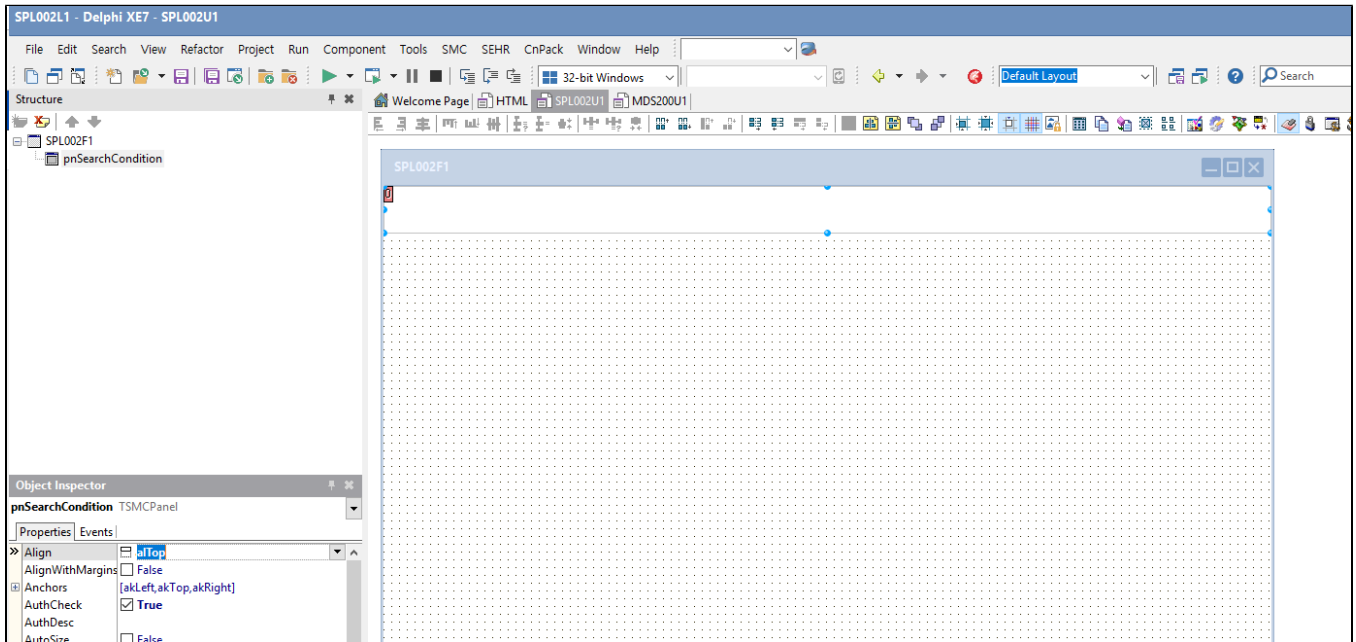 SPL002L1 - Delphi XE7 - SPL002U1
File Edit Search View Refactor Project Run Component Tools SMC SEHR CnPack Window Help
32-bit Windows
Default Layout
Search
Structure
Welcome Page HTML SPL002U1 MDS200U1
SPL002F1
pnSearchCondition
SPL002F1
Object Inspector
pnSearchCondition TSMCPanel
Properties Events
Align alTop
AlignWithMargins False
Anchors [akLeft,akTop,akRight]
AuthCheck True
AuthDesc
AutoSize False